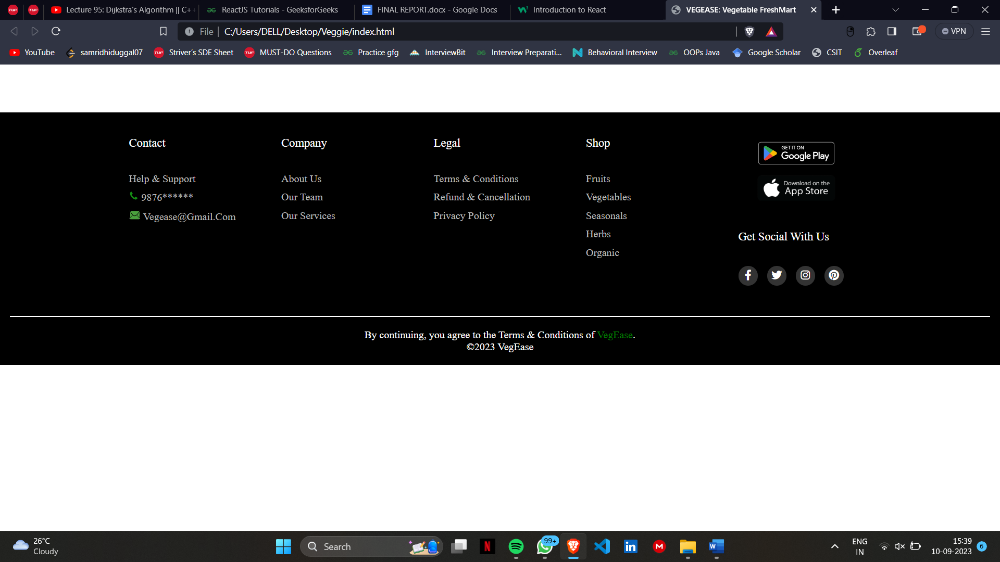 TUF TUF Lecture 95: Dijkstra's Algorithm || C++ ReactJS Tutorials - GeeksforGeeks FINAL REPORT.docx - Google Docs Introduction to React VEGEASE: Vegetable FreshMart
File C:/Users/DELL/Desktop/Veggie/index.html VPN
YouTube samridhiduggal07 Striver's SDE Sheet MUST-DO Questions Practice gfg InterviewBit Interview Preparati... Behavioral Interview OOPs Java Google Scholar CSIT Overleaf
Contact
Help & Support
9876******
Vegease@Gmail.Com
Company
About Us
Our Team
Our Services
Legal
Terms & Conditions
Refund & Cancellation
Privacy Policy
Shop
Fruits
Vegetables
Seasonals
Herbs
Organic
GET IT ON
Google Play
Download on the
App Store
Get Social With Us
By continuing, you agree to the Terms & Conditions of VegEase.
©2023 VegEase
26°C
Cloudy
Search
99+
ENG
IN
15:39
10-09-2023
6